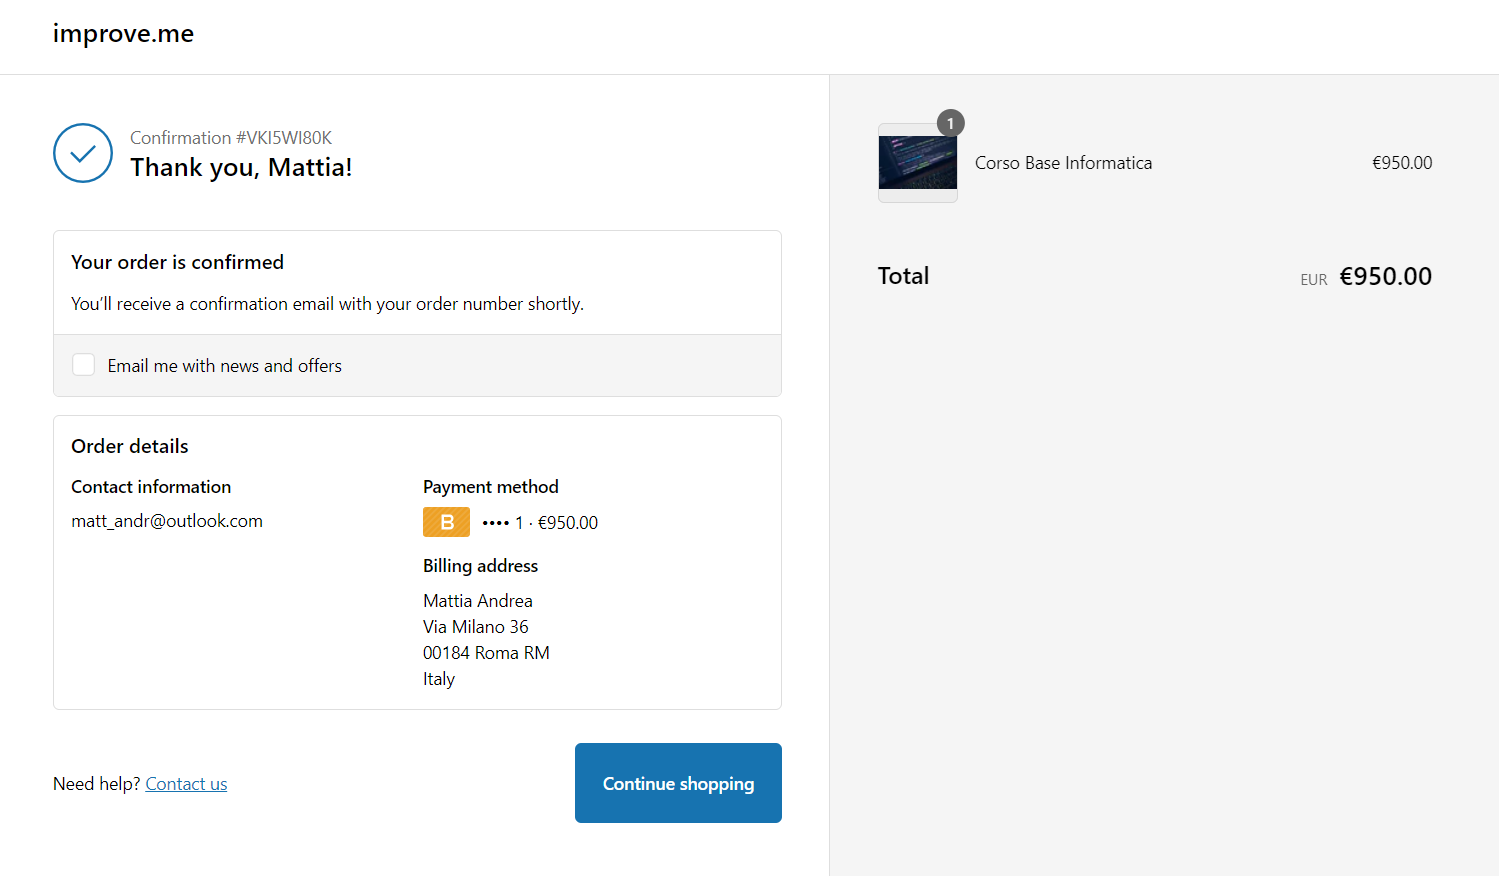 improve.me
Confirmation #VKI5WI80K
Thank you, Mattia!
Your order is confirmed
You'll receive a confirmation email with your order number shortly.
Email me with news and offers
Order details
Contact information
matt_andr@outlook.com
Payment method
B •••• 1 · €950.00
Billing address
Mattia Andrea
Via Milano 36
00184 Roma RM
Italy
Need help? Contact us
Continue shopping
1
Corso Base Informatica €950.00
Total EUR €950.00